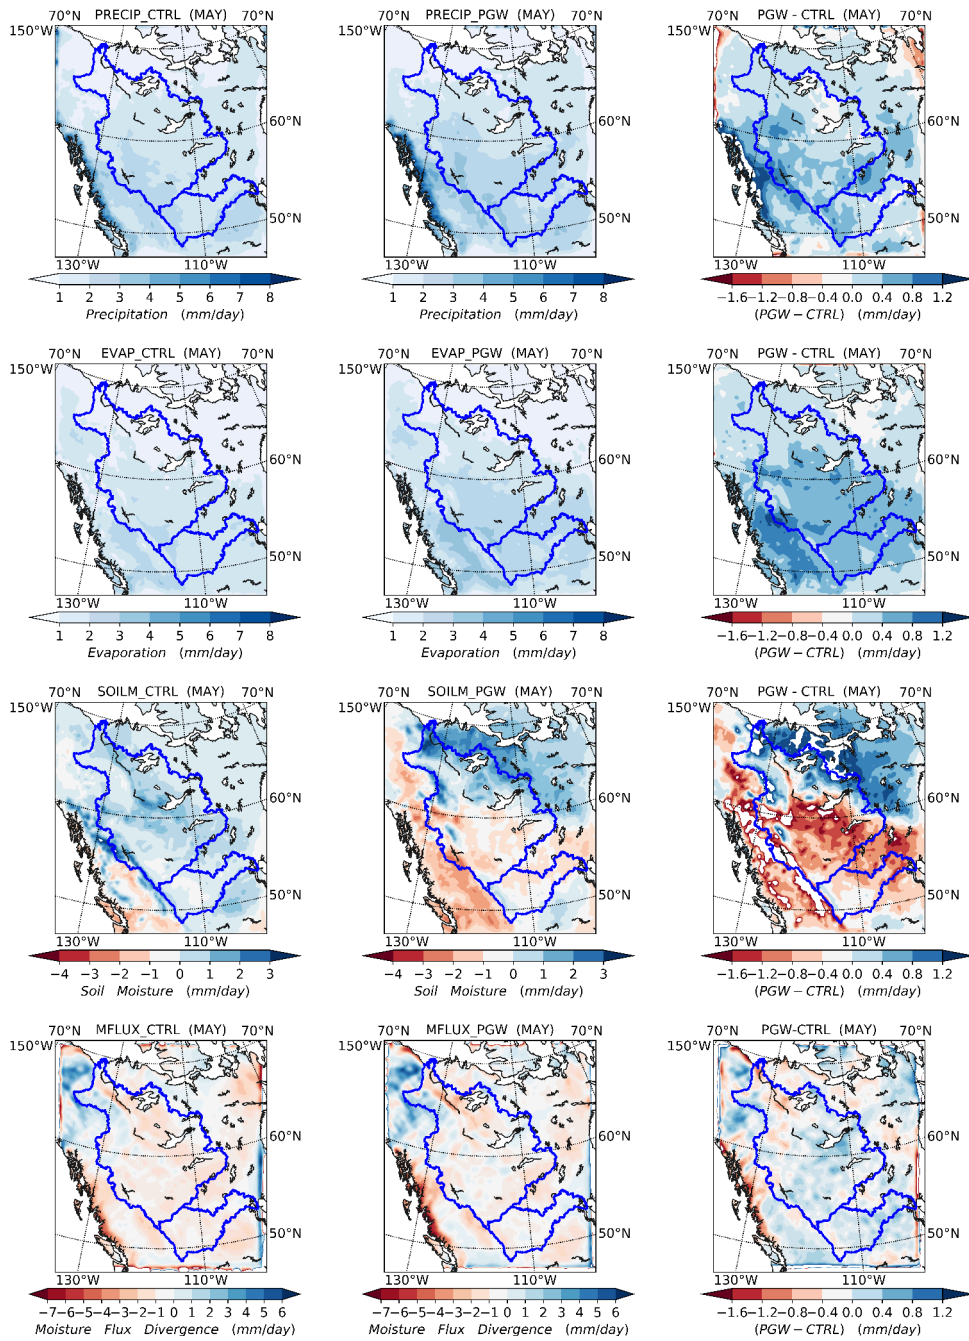 PRECIP_CTRL (MAY) PRECIP_PGW (MAY) PGW - CTRL (MAY)
70°N 70°N 70°N 70°N 70°N 70°N
150°W 150°W 150°W
60°N 60°N 60°N
50°N 50°N 50°N
130°W 110°W 130°W 110°W 130°W 110°W
1 2 3 4 5 6 7 8 1 2 3 4 5 6 7 8 −1.6−1.2−0.8−0.4 0.0 0.4 0.8 1.2
Precipitation (mm/day) Precipitation (mm/day) (PGW−CTRL) (mm/day)
EVAP_CTRL (MAY) EVAP_PGW (MAY) PGW - CTRL (MAY)
70°N 70°N 70°N 70°N 70°N 70°N
150°W 150°W 150°W
60°N 60°N 60°N
50°N 50°N 50°N
130°W 110°W 130°W 110°W 130°W 110°W
1 2 3 4 5 6 7 8 1 2 3 4 5 6 7 8 −1.6−1.2−0.8−0.4 0.0 0.4 0.8 1.2
Evaporation (mm/day) Evaporation (mm/day) (PGW−CTRL) (mm/day)
SOILM_CTRL (MAY) SOILM_PGW (MAY) PGW - CTRL (MAY)
70°N 70°N 70°N 70°N 70°N 70°N
150°W 150°W 150°W
60°N 60°N 60°N
50°N 50°N 50°N
130°W 110°W 130°W 110°W 130°W 110°W
−4 −3 −2 −1 0 1 2 3 −4 −3 −2 −1 0 1 2 3 −1.6−1.2−0.8−0.4 0.0 0.4 0.8 1.2
Soil Moisture (mm/day) Soil Moisture (mm/day) (PGW−CTRL) (mm/day)
MFLUX_CTRL (MAY) MFLUX_PGW (MAY) PGW-CTRL (MAY)
70°N 70°N 70°N 70°N 70°N 70°N
150°W 150°W 150°W
60°N 60°N 60°N
50°N 50°N 50°N
130°W 110°W 130°W 110°W 130°W 110°W
−7−6−5−4−3−2−1 0 1 2 3 4 5 6 −7−6−5−4−3−2−1 0 1 2 3 4 5 6 −1.6−1.2−0.8−0.4 0.0 0.4 0.8 1.2
Moisture Flux Divergence (mm/day) Moisture Flux Divergence (mm/day) (PGW−CTRL) (mm/day)